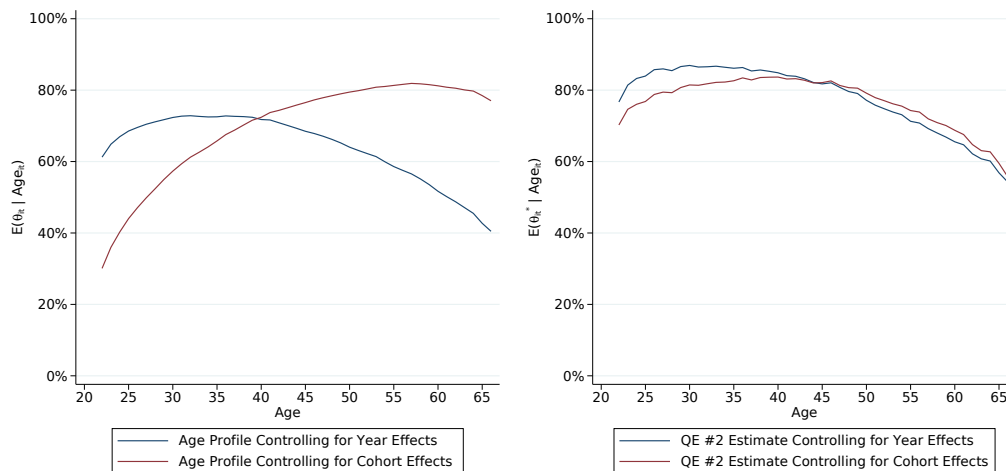 100%
80%
60%
40%
20%
0%
E(θit | Ageit)
20 25 30 35 40 45 50 55 60 65
Age
Age Profile Controlling for Year Effects
Age Profile Controlling for Cohort Effects
100%
80%
60%
40%
20%
0%
E(θit* | Ageit)
20 25 30 35 40 45 50 55 60 65
Age
QE #2 Estimate Controlling for Year Effects
QE #2 Estimate Controlling for Cohort Effects